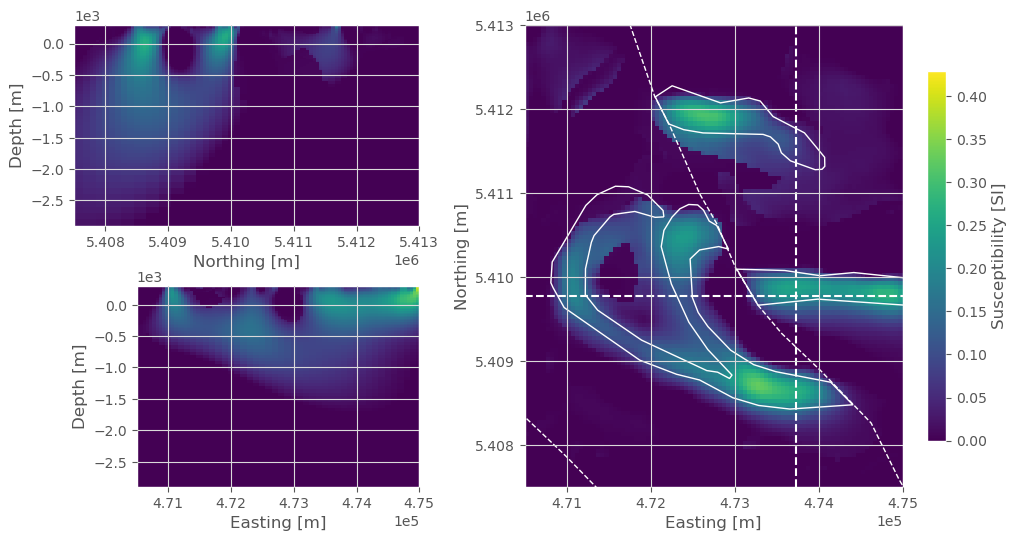 1e3
0.0
−0.5
−1.0
−1.5
−2.0
−2.5
Depth [m]
5.408 5.409 5.410 5.411 5.412 5.413
Northing [m]
1e6
1e3
0.0
−0.5
−1.0
−1.5
−2.0
−2.5
Depth [m]
4.71 4.72 4.73 4.74 4.75
Easting [m]
1e5
1e6
5.413
5.412
5.411
5.410
5.409
5.408
Northing [m]
4.71 4.72 4.73 4.74 4.75
Easting [m]
1e5
0.40
0.35
0.30
0.25
0.20
0.15
0.10
0.05
0.00
Susceptibility [SI]